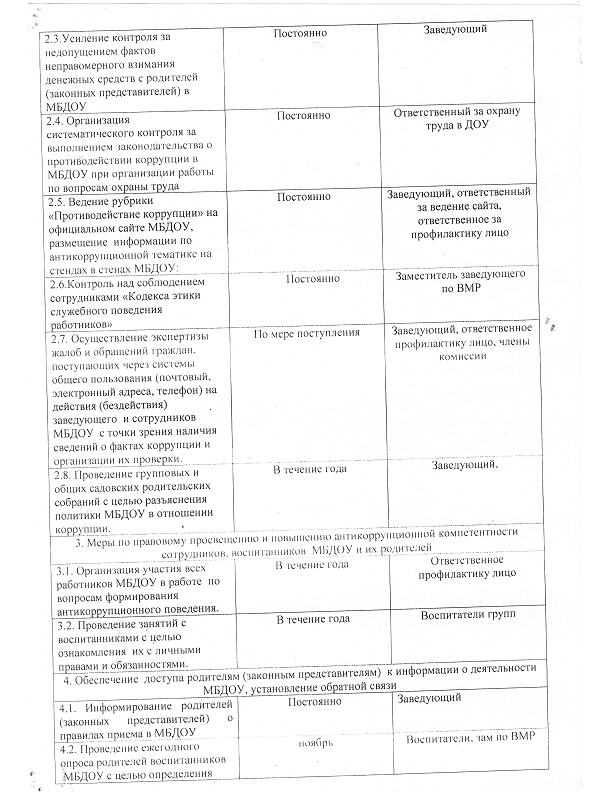 2.3.Усиление контроля за
недопущением фактов
неправомерного взимания
денежных средств с родителей
(законных представителей) в
МБДОУ
Постоянно
Заведующий
2.4. Организация
систематического контроля за
выполнением законодательства о
противодействии коррупции в
МБДОУ при организации работы
по вопросам охраны труда
Постоянно
Ответственный за охрану
труда в ДОУ
2.5. Ведение рубрики
«Противодействие коррупции» на
официальном сайте МБДОУ,
размещение информации по
антикоррупционной тематике на
стендах в стенах МБДОУ:
Постоянно
Заведующий, ответственный
за ведение сайта,
ответственное за
профилактику лицо
2.6.Контроль над соблюдением
сотрудниками «Кодекса этики
служебного поведения
работников»
Постоянно
Заместитель заведующего
по ВМР
2.7. Осуществление экспертизы
жалоб и обращений граждан,
поступающих через системы
общего пользования (почтовый,
электронный адреса, телефон) на
действия (бездействия)
заведующего и сотрудников
МБДОУ с точки зрения наличия
сведений о фактах коррупции и
организации их проверки.
По мере поступления
Заведующий, ответственное
профилактику лицо, члены
комиссии
2.8. Проведение групповых и
общих садовских родительских
собраний с целью разъяснения
политики МБДОУ в отношении
коррупции.
В течение года
Заведующий,
3. Меры по правовому просвещению и повышению антикоррупционной компетентности
сотрудников, воспитанников МБДОУ и их родителей
3.1. Организация участия всех
работников МБДОУ в работе по
вопросам формирования
антикоррупционного поведения.
В течение года
Ответственное
профилактику лицо
3.2. Проведение занятий с
воспитанниками с целью
ознакомления их с личными
правами и обязанностями.
В течение года
Воспитатели групп
4. Обеспечение доступа родителям (законным представителям) к информации о деятельности
МБДОУ, установление обратной связи
4.1. Информирование родителей
(законных представителей) о
правилах приема в МБДОУ
Постоянно
Заведующий
4.2. Проведение ежегодного
опроса родителей воспитанников
МБДОУ с целью определения
ноябрь
Воспитатели, зам по ВМР